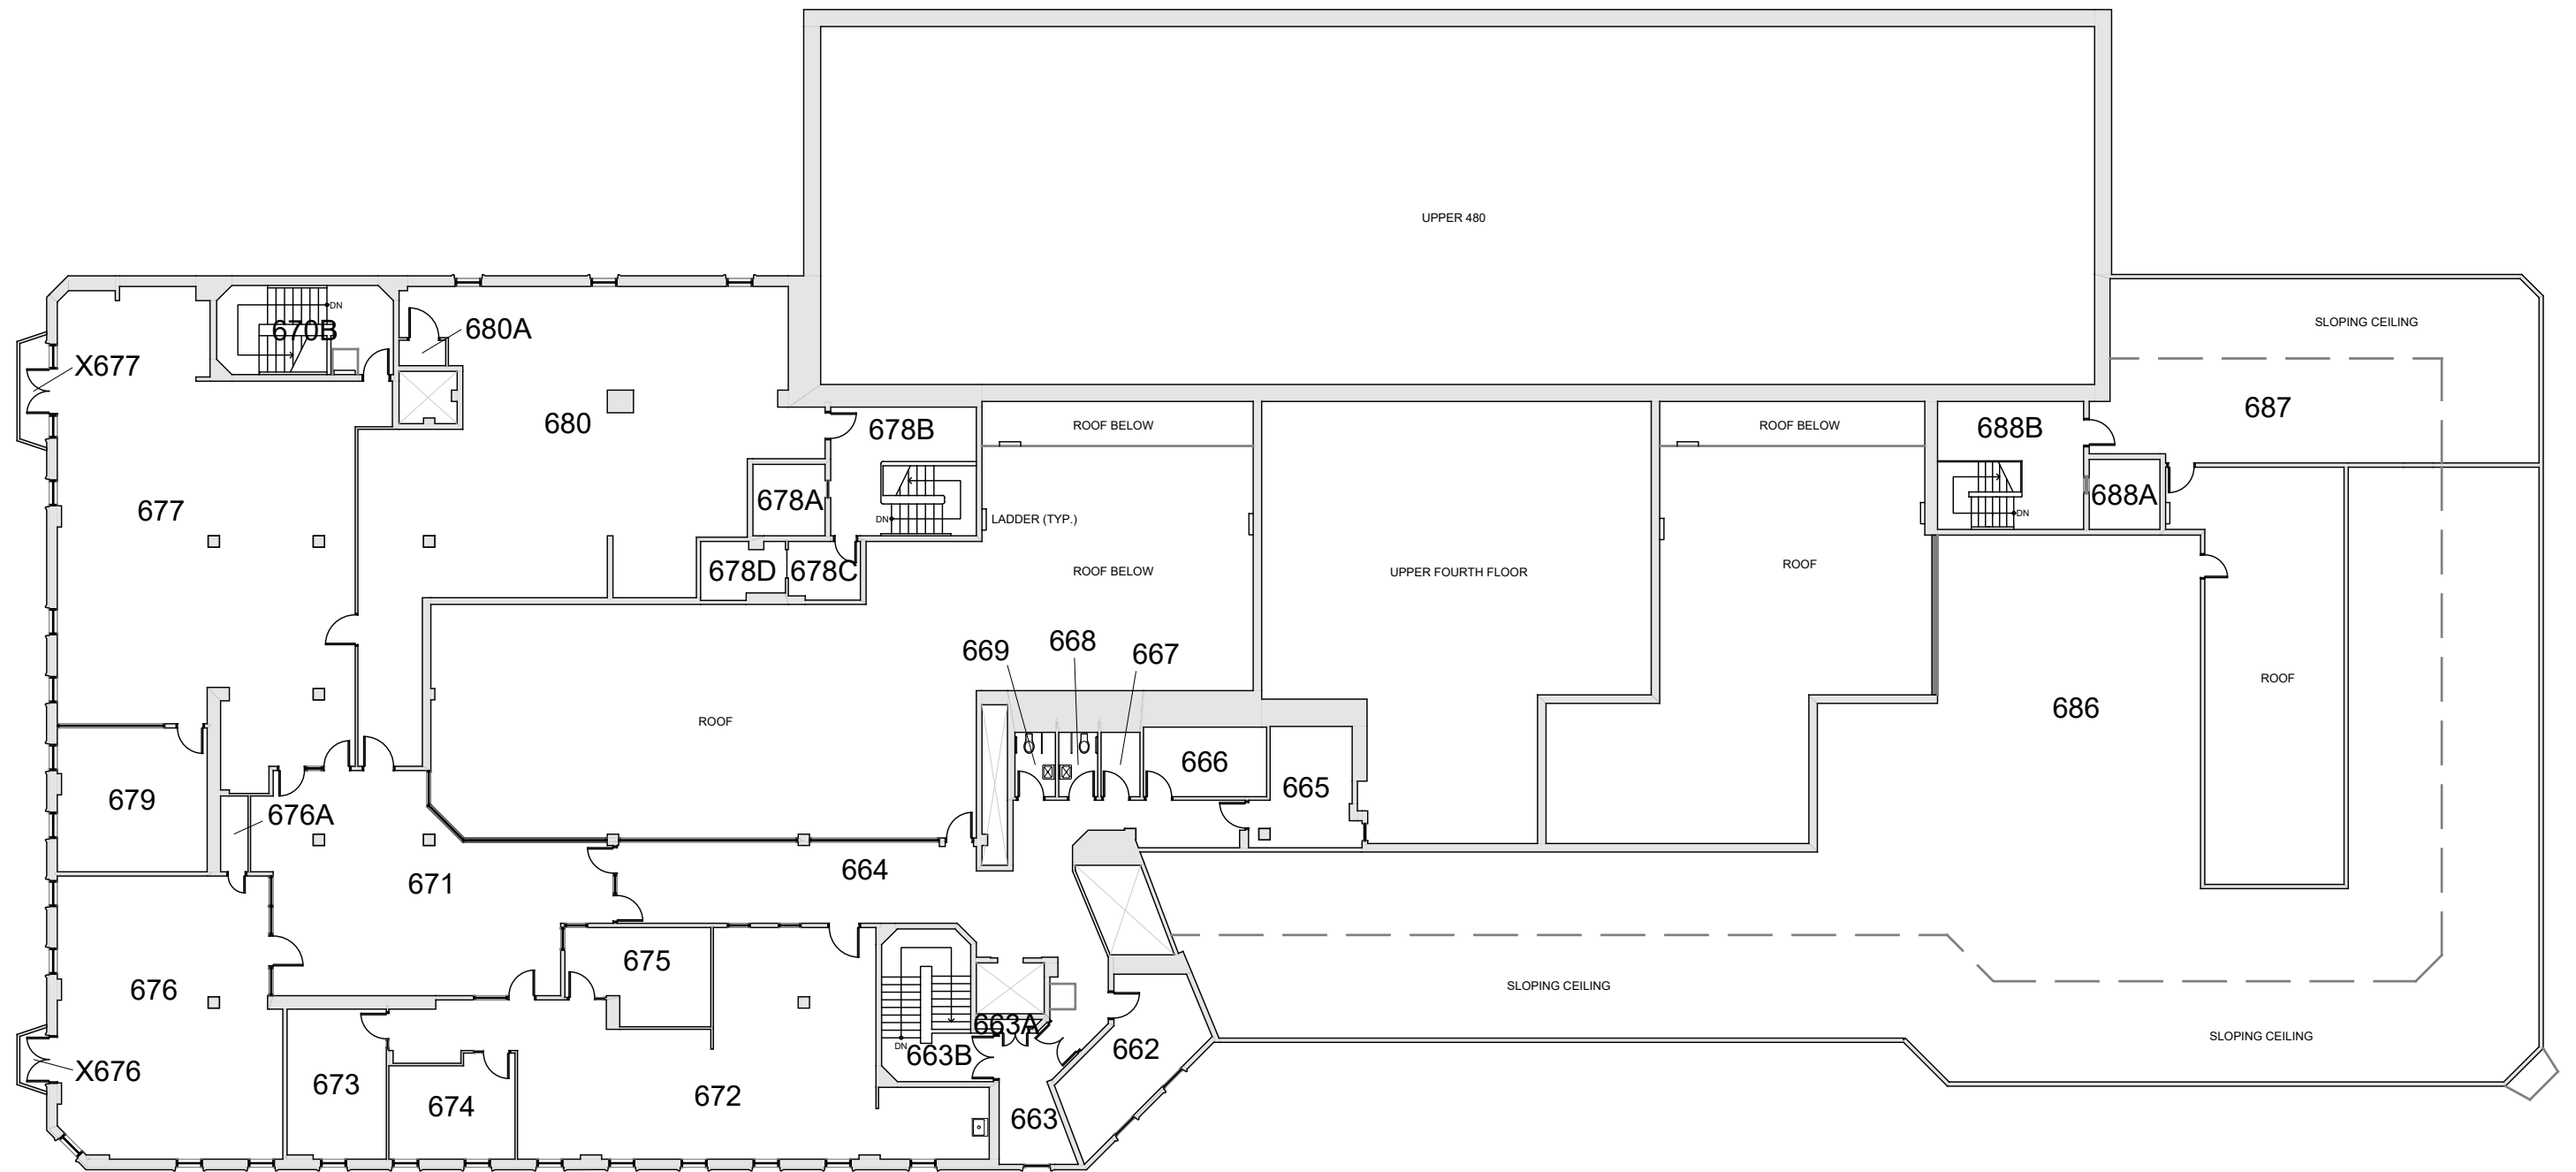 UPPER 480
SLOPING CEILING
DN
670B
680A
X677
687
680
678B
ROOF BELOW
ROOF BELOW
688B
677
678A
688A
DN
LADDER (TYP.)
DN
678D
678C
ROOF BELOW
UPPER FOURTH FLOOR
ROOF
669
668
667
ROOF
686
ROOF
666
665
679
676A
664
671
675
676
SLOPING CEILING
663A
SLOPING CEILING
DN
663B
662
X676
673
674
672
663